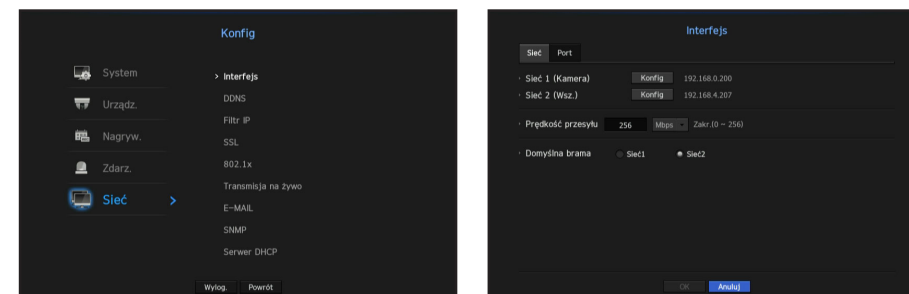 Konfig
System
Urządz.
Nagryw.
Zdarz.
Sieć >
> Interfejs
DDNS
Filtr IP
SSL
802.1x
Transmisja na żywo
E-MAIL
SNMP
Serwer DHCP
Wylog. Powrót
Interfejs
Sieć Port
· Sieć 1 (Kamera) Konfig 192.168.0.200
· Sieć 2 (Wsz.) Konfig 192.168.4.207
· Prędkość przesyłu 256 Mbps Zakr.(0 ~ 256)
· Domyślna brama Sieć1 Sieć2
OK Anuluj